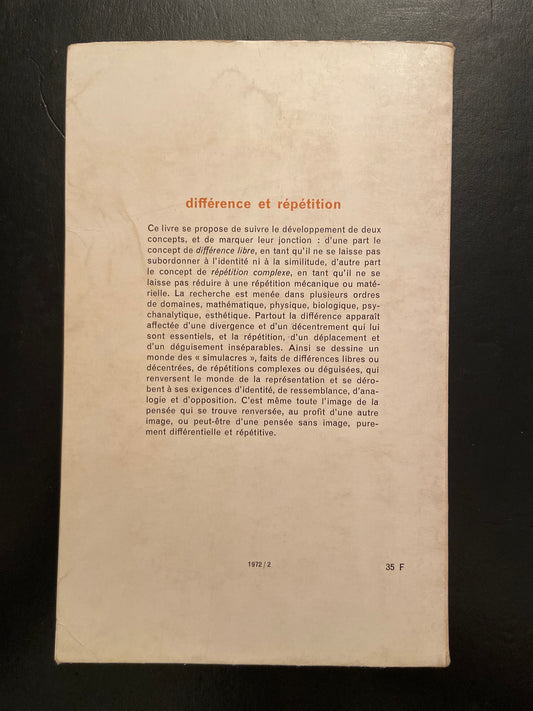 différence et répétition
Ce livre se propose de suivre le développement de deux
concepts, et de marquer leur jonction : d'une part le
concept de différence libre, en tant qu'il ne se laisse pas
subordonner à l'identité ni à la similitude, d'autre part
le concept de répétition complexe, en tant qu'il ne se
laisse pas réduire à une répétition mécanique ou maté-
rielle. La recherche est menée dans plusieurs ordres
de domaines, mathématique, physique, biologique, psy-
chanalytique, esthétique. Partout la différence apparaît
affectée d'une divergence et d'un décentrement qui lui
sont essentiels, et la répétition, d'un déplacement et
d'un déguisement inséparables. Ainsi se dessine un
monde des « simulacres », faits de différences libres ou
décentrées, de répétitions complexes ou déguisées, qui
renversent le monde de la représentation et se déro-
bent à ses exigences d'identité, de ressemblance, d'ana-
logie et d'opposition. C'est même toute l'image de la
pensée qui se trouve renversée, au profit d'une autre
image, ou peut-être d'une pensée sans image, pure-
ment différentielle et répétitive.
1972 / 2
35 F